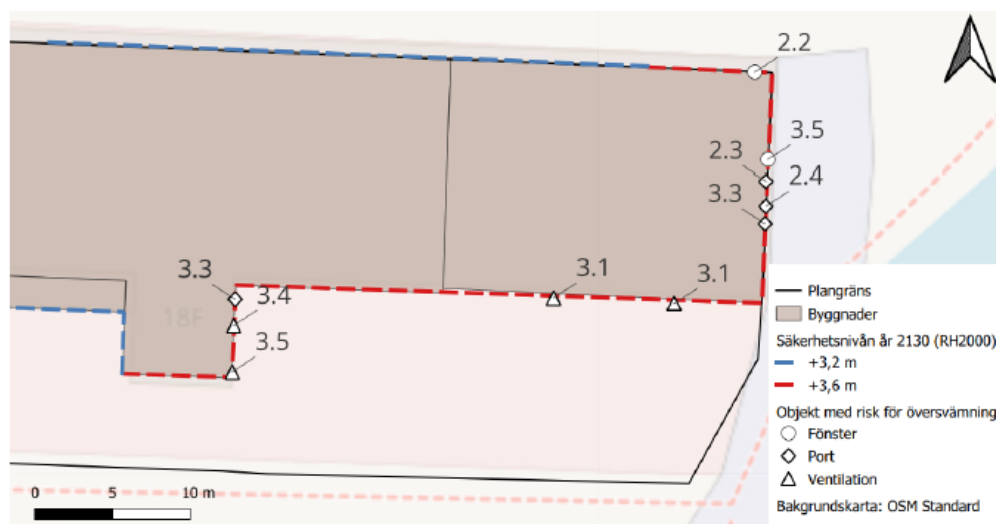 2.2
3.5
2.3
2.4
3.3
3.3
3.1
3.1
3.4
18F
3.5
Plangräns
Byggnader
Säkerhetsnivån år 2130 (RH2000)
+3,2 m
+3,6 m
Objekt med risk för översvämning
Fönster
Port
Ventilation
Bakgrundskarta: OSM Standard
0 5 10 m